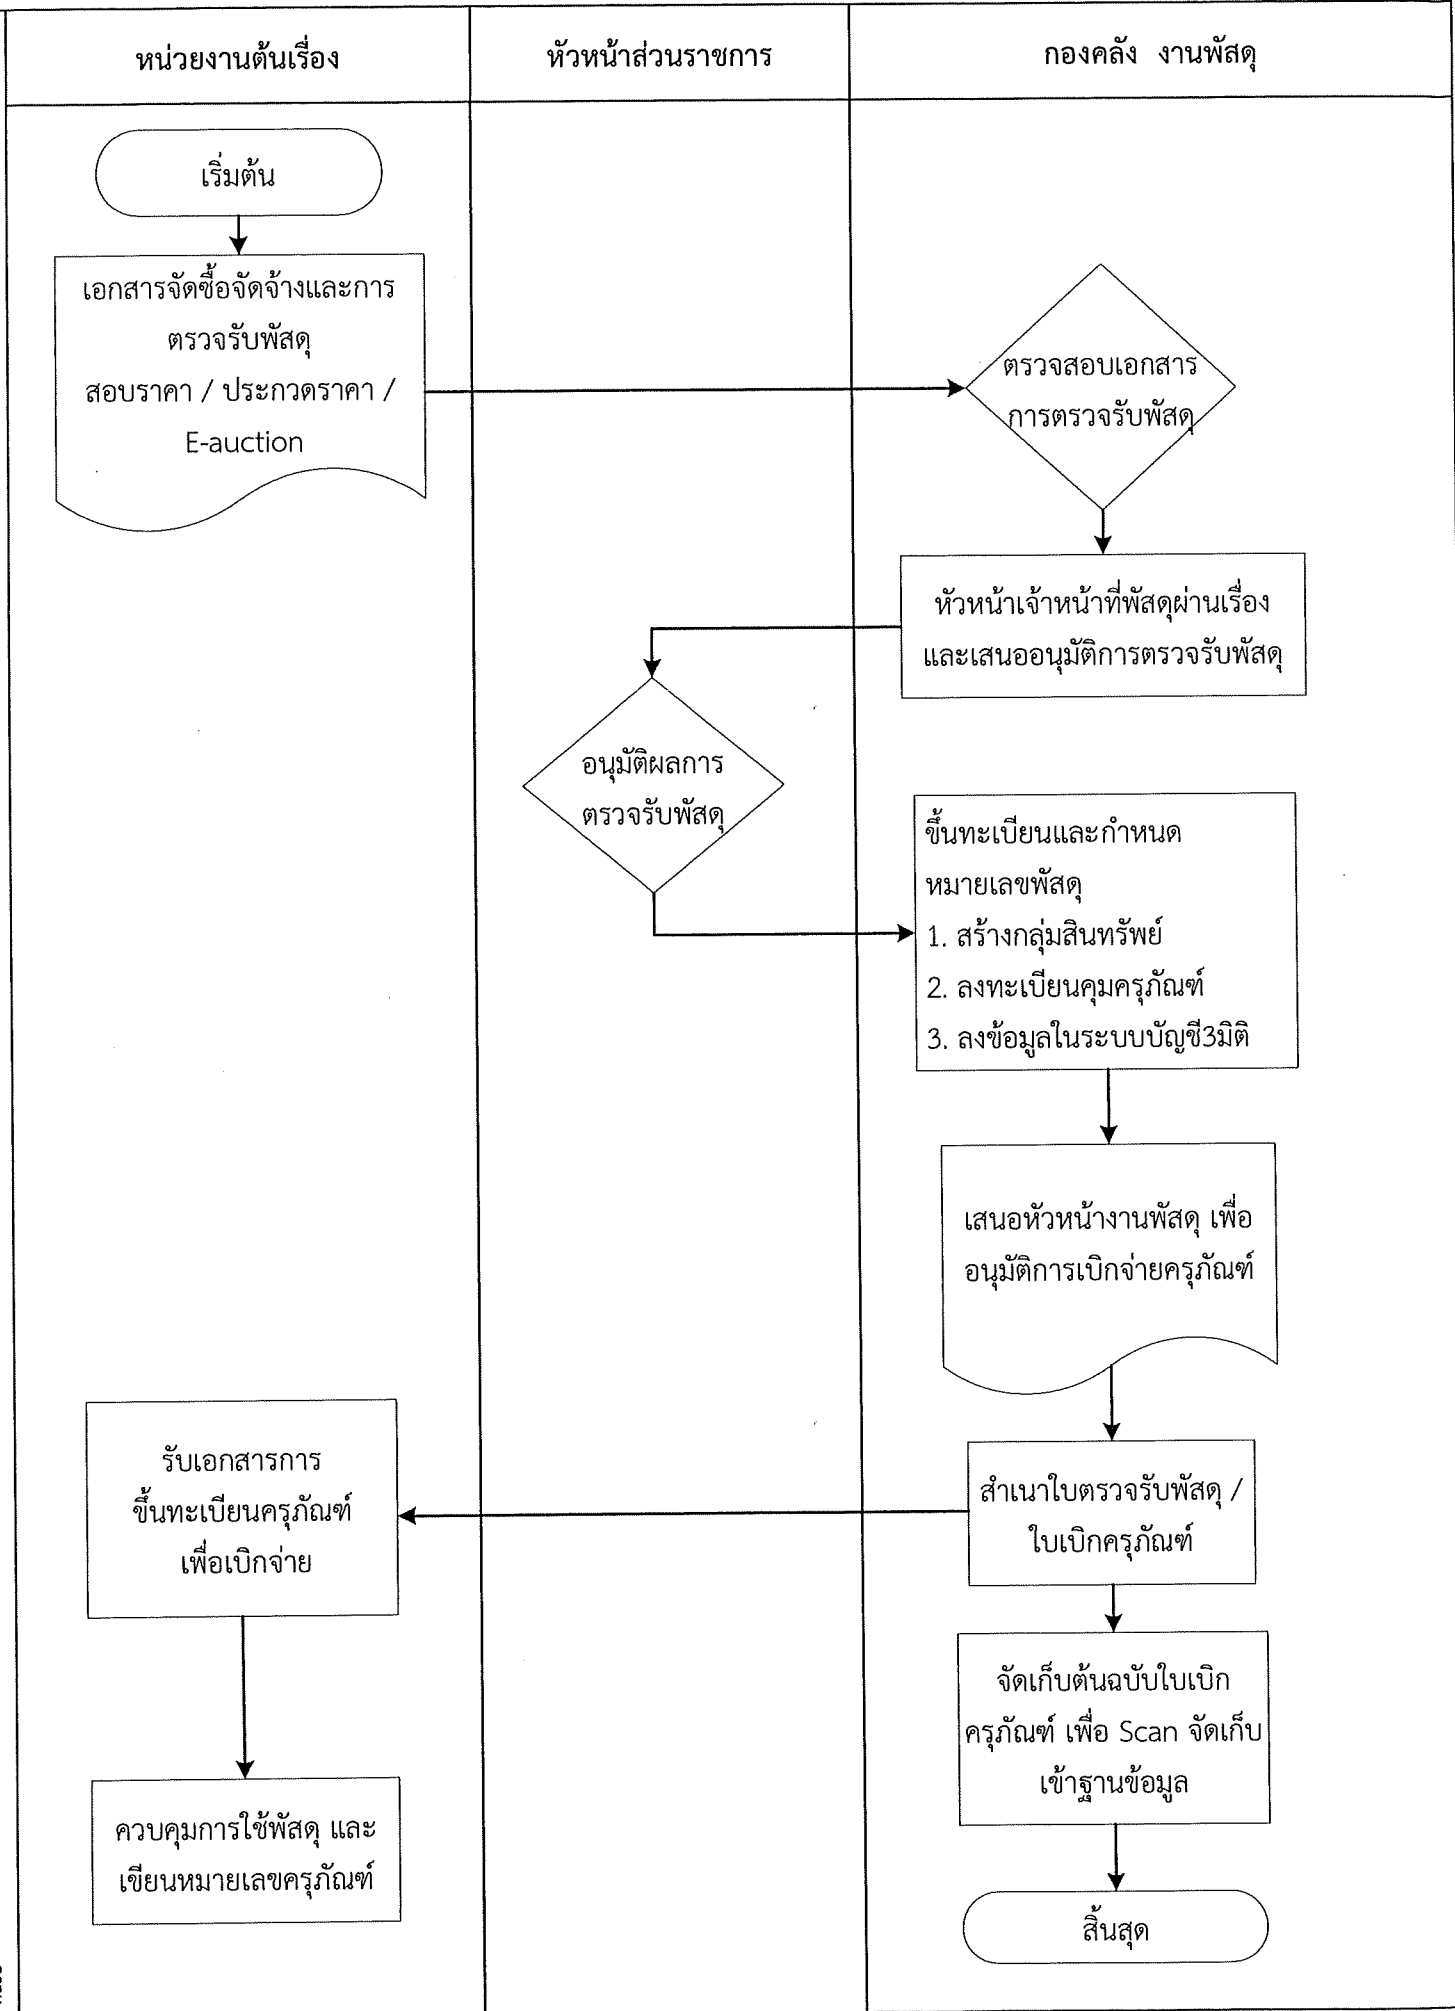 หน่วยงานต้นเรื่อง
หัวหน้าส่วนราชการ
กองคลัง งานพัสดุ
เริ่มต้น
เอกสารจัดซื้อจัดจ้างและการ
ตรวจรับพัสดุ
สอบราคา / ประกวดราคา /
E-auction
ตรวจสอบเอกสาร
การตรวจรับพัสดุ
หัวหน้าเจ้าหน้าที่พัสดุผ่านเรื่อง
และเสนออนุมัติการตรวจรับพัสดุ
อนุมัติผลการ
ตรวจรับพัสดุ
ขึ้นทะเบียนและกำหนด
หมายเลขพัสดุ
1. สร้างกลุ่มสินทรัพย์
2. ลงทะเบียนคุมครุภัณฑ์
3. ลงข้อมูลในระบบบัญชี3มิติ
เสนอหัวหน้างานพัสดุ เพื่อ
อนุมัติการเบิกจ่ายครุภัณฑ์
สำเนาใบตรวจรับพัสดุ /
ใบเบิกครุภัณฑ์
รับเอกสารการ
ขึ้นทะเบียนครุภัณฑ์
เพื่อเบิกจ่าย
จัดเก็บต้นฉบับใบเบิก
ครุภัณฑ์ เพื่อ Scan จัดเก็บ
เข้าฐานข้อมูล
ควบคุมการใช้พัสดุ และ
เขียนหมายเลขครุภัณฑ์
สิ้นสุด